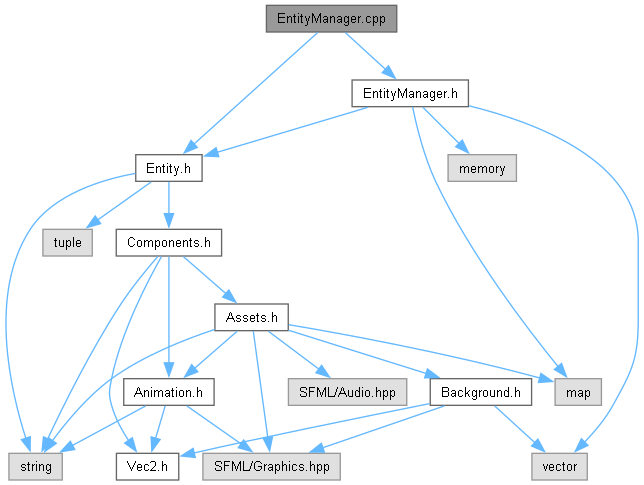 EntityManager.cpp
EntityManager.h
Entity.h
memory
tuple
Components.h
Assets.h
Animation.h
SFML/Audio.hpp
Background.h
map
string
Vec2.h
SFML/Graphics.hpp
vector